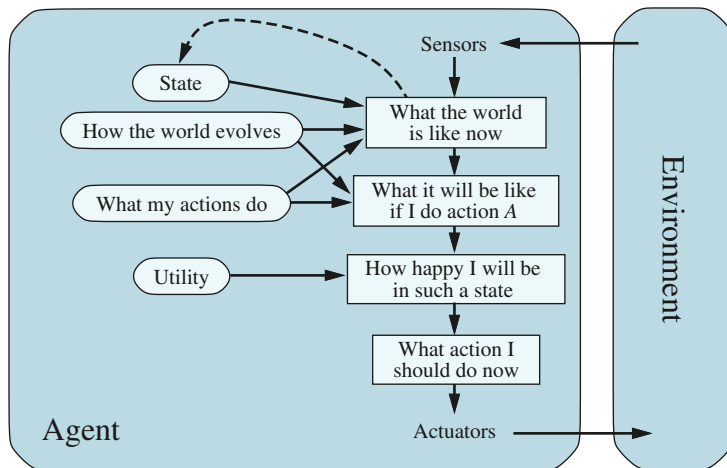 Sensors
State
What the world
is like now
How the world evolves
What my actions do
What it will be like
if I do action A
Utility
How happy I will be
in such a state
What action I
should do now
Agent
Actuators
Environment